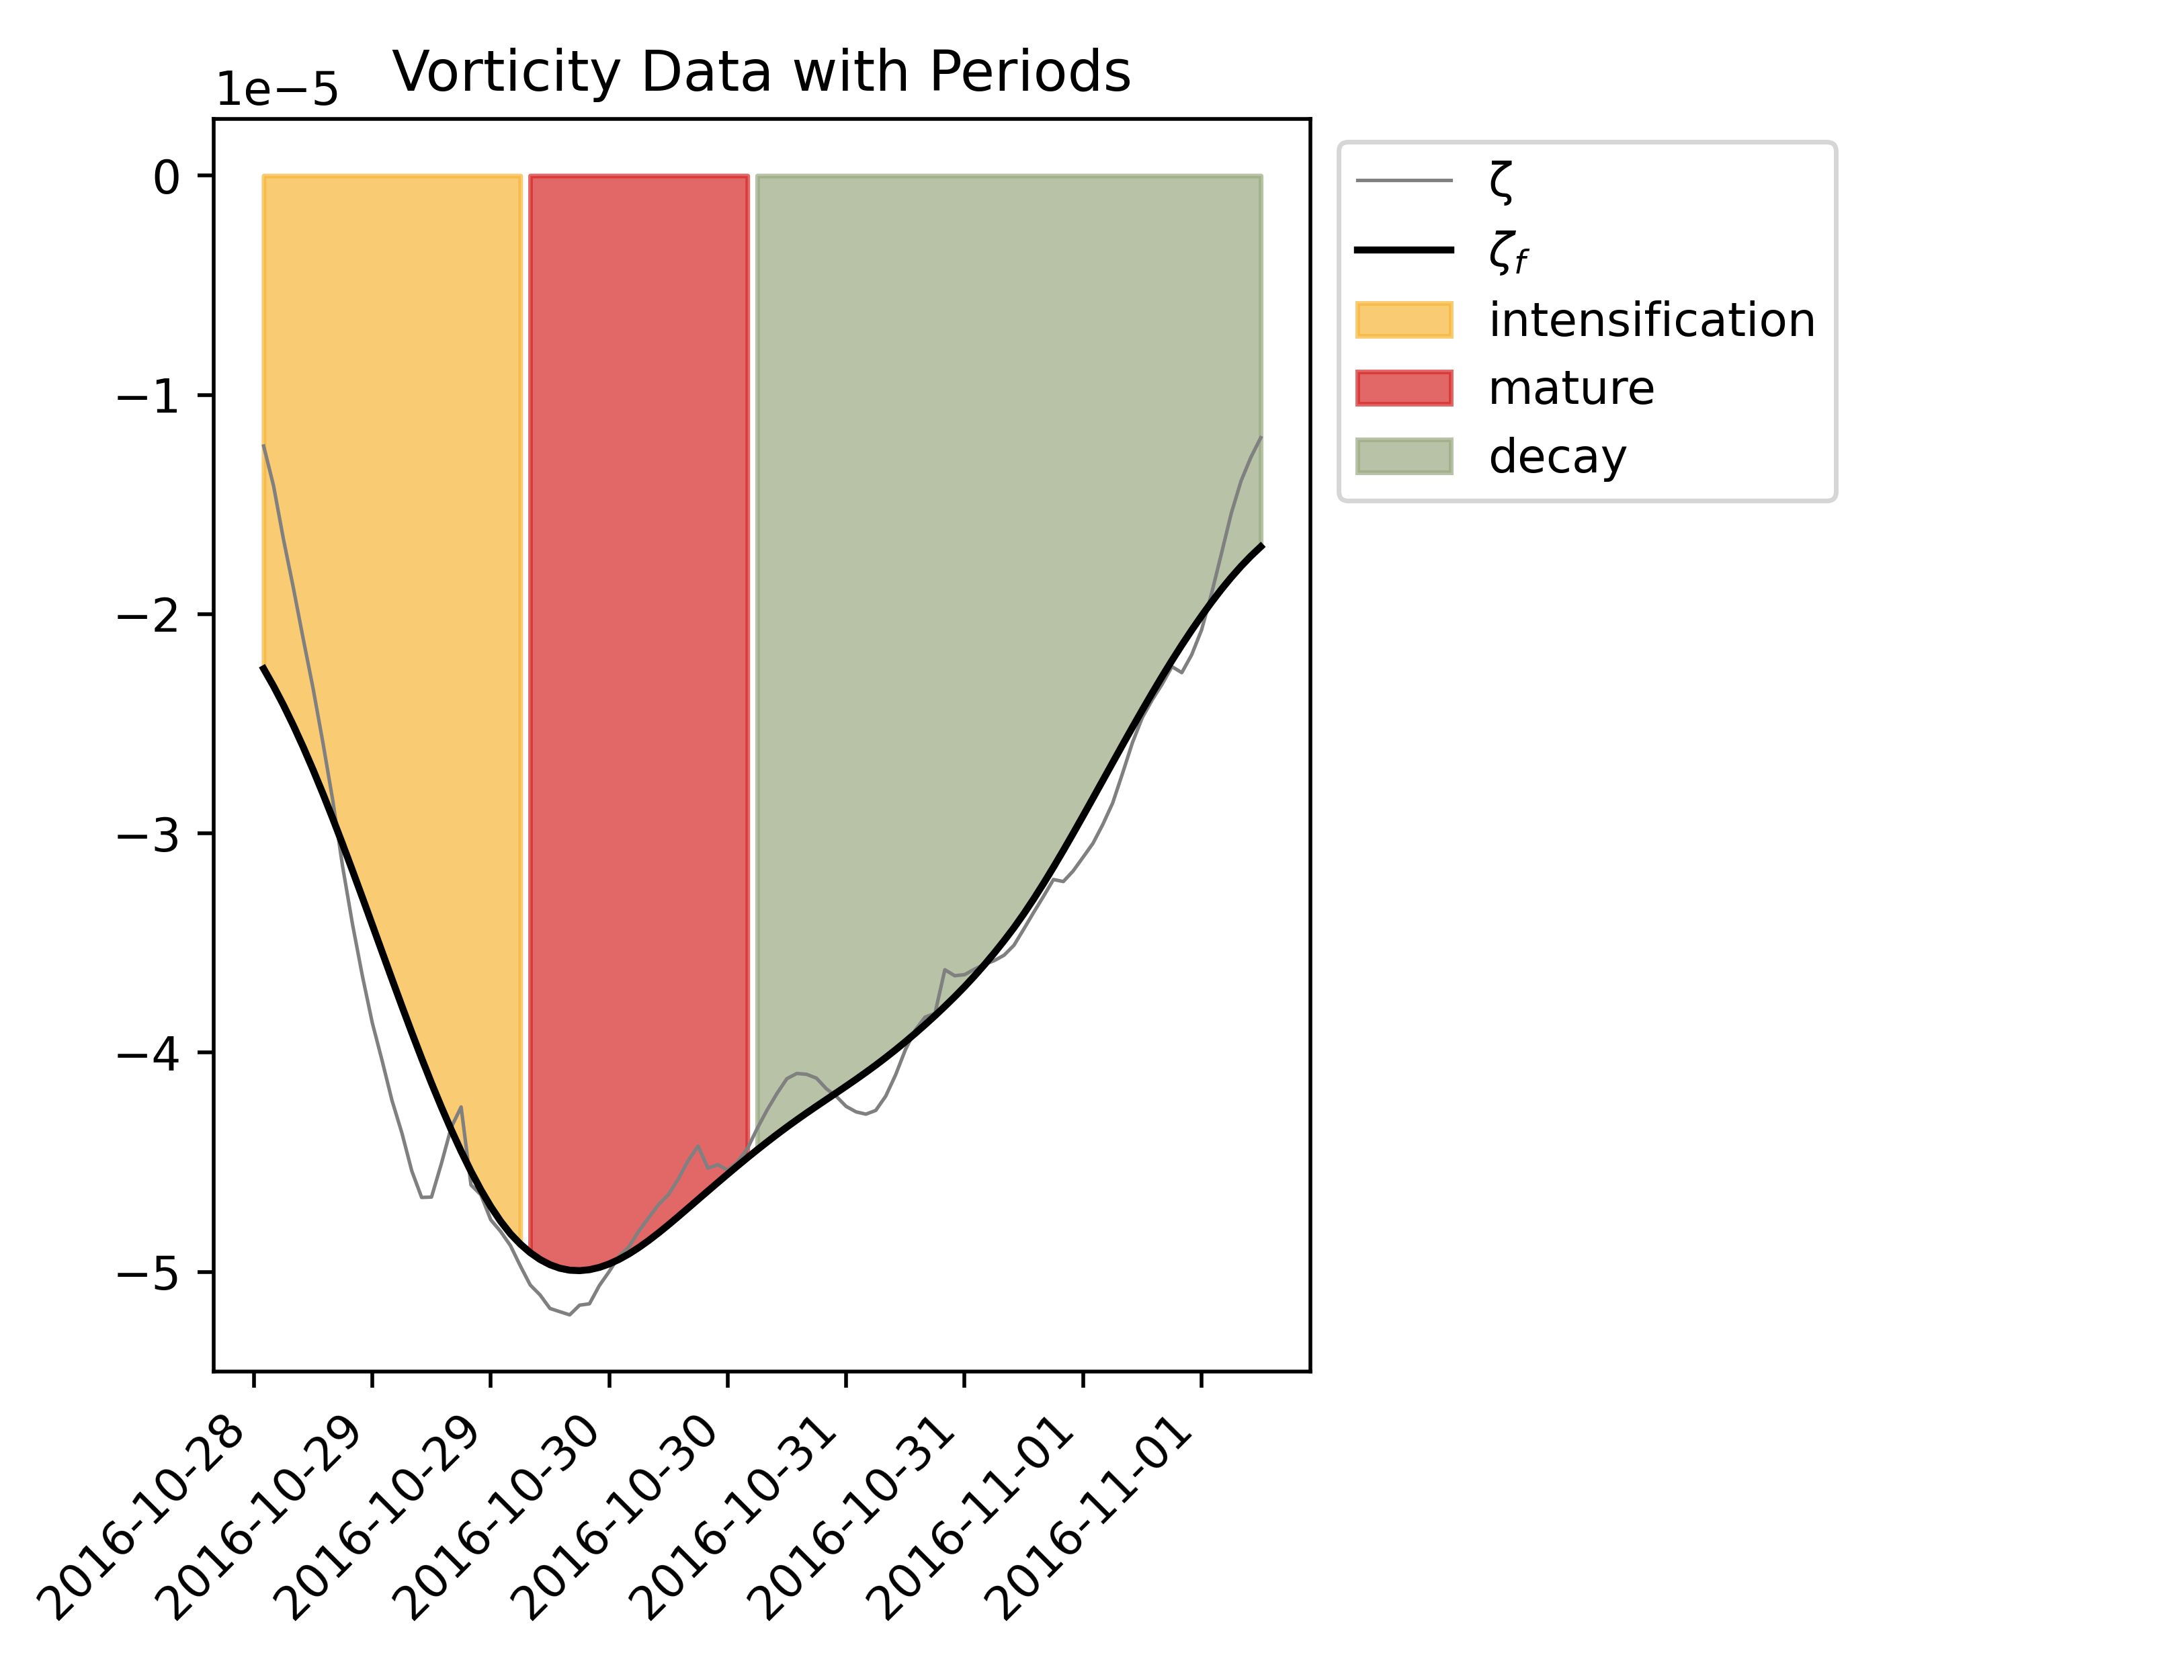 Vorticity Data with Periods
1e−5
0
−1
−2
−3
−4
−5
2016-10-28
2016-10-29
2016-10-29
2016-10-30
2016-10-30
2016-10-31
2016-10-31
2016-11-01
2016-11-01
ζ
ζf
intensification
mature
decay